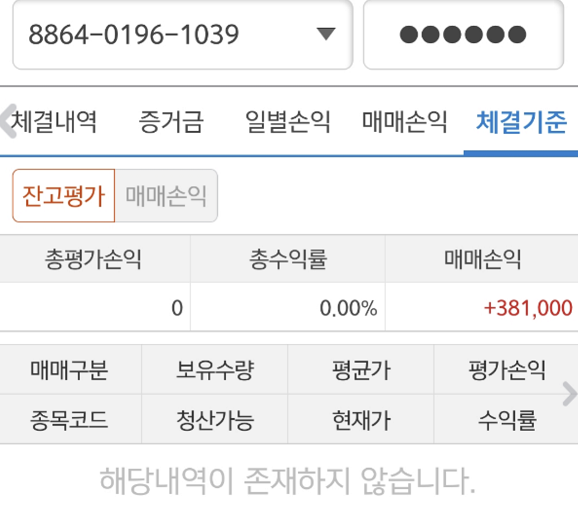 8864-0196-1039 ●●●●●●
체결내역 증거금 일별손익 매매손익 체결기준
잔고평가 매매손익
총평가손익 총수익률 매매손익
0 0.00% +381,000
매매구분 보유수량 평균가 평가손익
종목코드 청산가능 현재가 수익률
해당내역이 존재하지 않습니다.